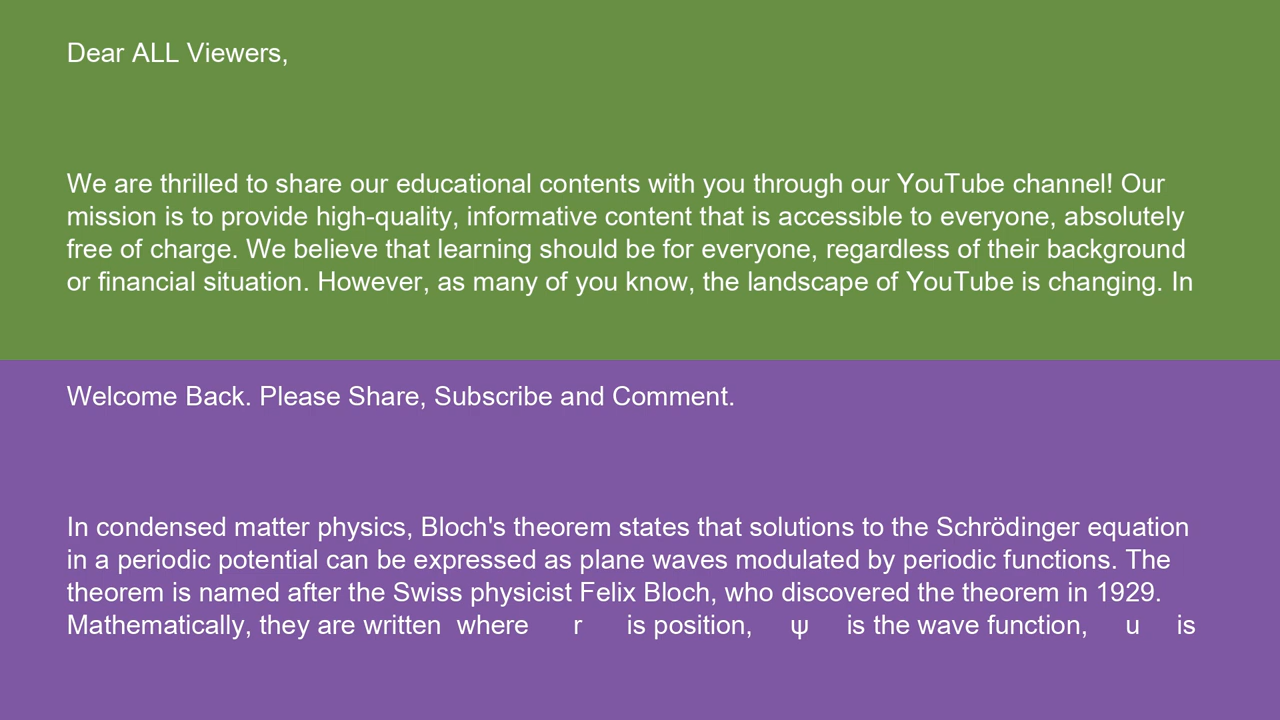 Dear ALL Viewers,
We are thrilled to share our educational contents with you through our YouTube channel! Our
mission is to provide high-quality, informative content that is accessible to everyone, absolutely
free of charge. We believe that learning should be for everyone, regardless of their background
or financial situation. However, as many of you know, the landscape of YouTube is changing. In
Welcome Back. Please Share, Subscribe and Comment.
In condensed matter physics, Bloch's theorem states that solutions to the Schrödinger equation
in a periodic potential can be expressed as plane waves modulated by periodic functions. The
theorem is named after the Swiss physicist Felix Bloch, who discovered the theorem in 1929.
Mathematically, they are written where r is position, ψ is the wave function, u is